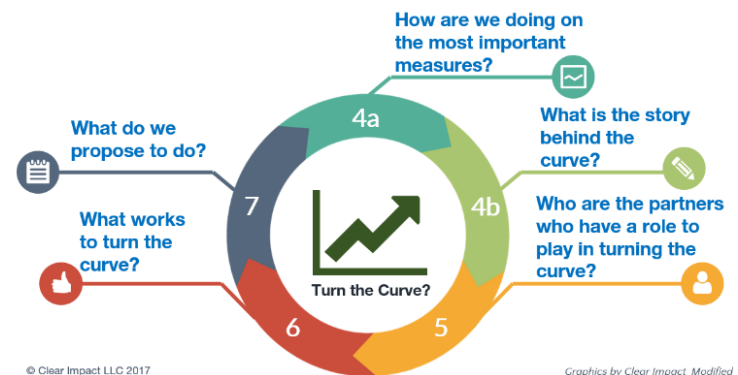 How are we doing on
the most important
measures?
4a
What is the story
behind the
curve?
4b
Who are the partners
who have a role to
play in turning the
curve?
5
What works
to turn the
curve?
6
What do we
propose to do?
7
Turn the Curve?
© Clear Impact LLC 2017
Graphics by Clear Impact Modified